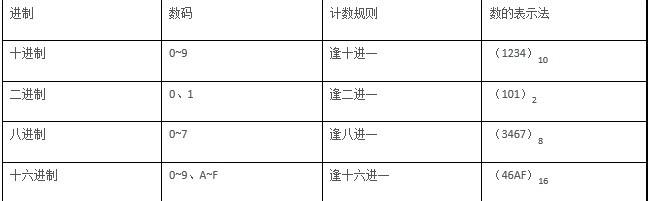 进制 数码 计数规则 数的表示法
十进制 0~9 逢十进一 （1234）10
二进制 0、1 逢二进一 （101）2
八进制 0~7 逢八进一 （3467）8
十六进制 0~9、A~F 逢十六进一 （46AF）16